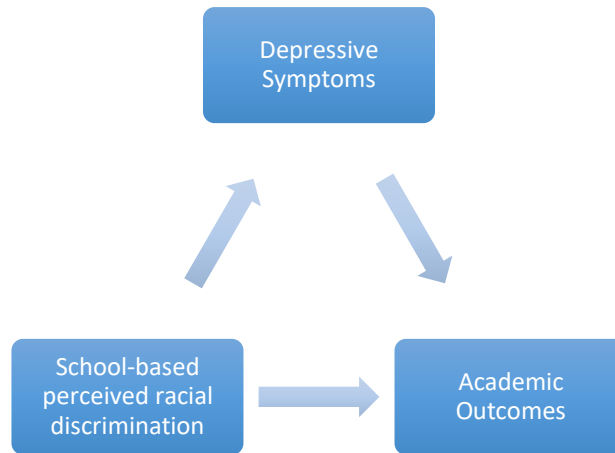 Depressive
Symptoms
School-based
perceived racial
discrimination
Academic
Outcomes